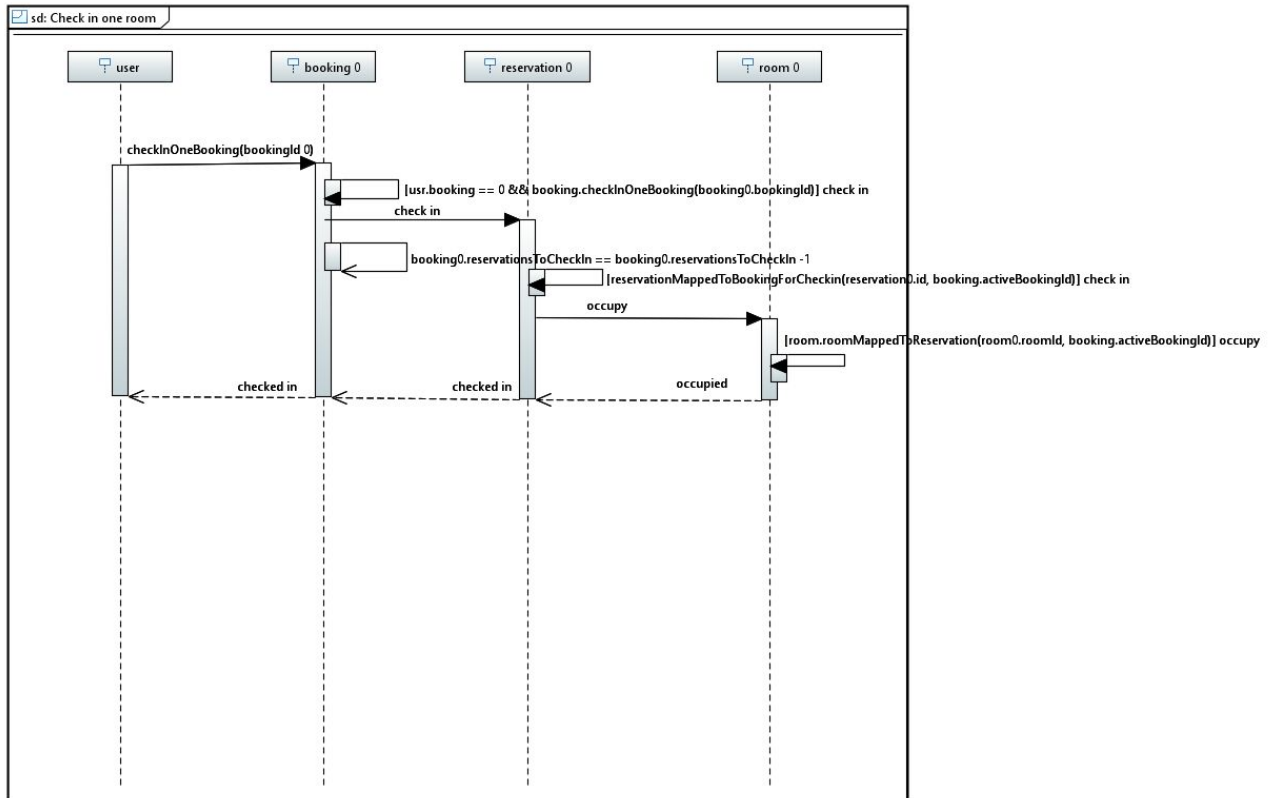 sd: Check in one room
user
booking 0
reservation 0
room 0
checkInOneBooking(bookingId 0)
[usr.booking == 0 && booking.checkInOneBooking(booking0.bookingId)] check in
check in
booking0.reservationsToCheckIn == booking0.reservationsToCheckIn -1
[reservationMappedToBookingForCheckin(reservation0.id, booking.activeBookingId)] check in
occupy
[room.roomMappedToReservation(room0.roomId, booking.activeBookingId)] occupy
checked in
checked in
occupied